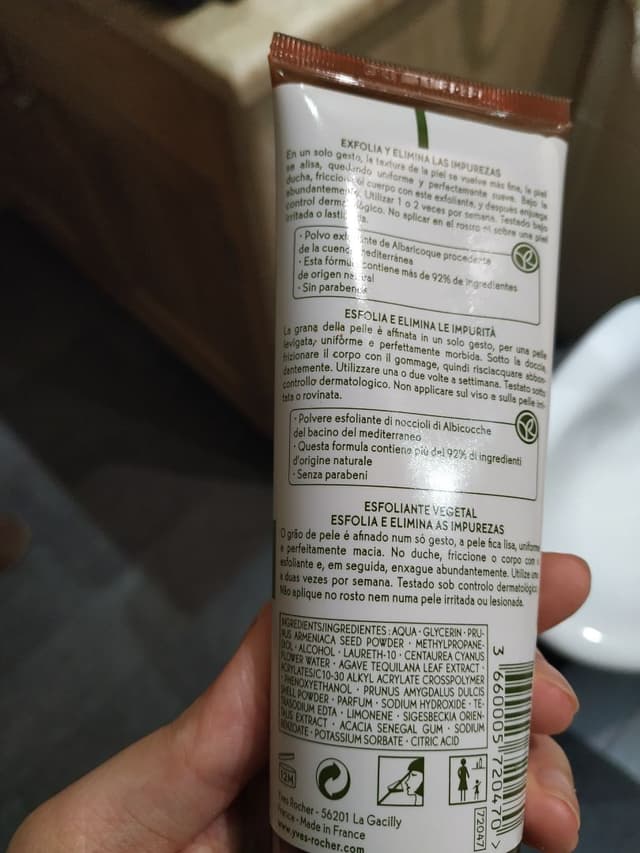 EXFOLIA Y ELIMINA LAS IMPUREZAS
En un solo gesto, la textura de la piel se vuelve más fina, la piel
se alisa, quedando uniforme y perfectamente suave. Bajo la
ducha, friccione el cuerpo con este exfoliante, y después enjuage
abundantemente. Utilizar 1 o 2 veces por semana. Testado bajo
control dermatológico. No aplicar en el rostro ni sobre una piel
irritada o
· Polvo exfoliante de Albaricoque procedente
de la cuenca mediterránea
· Esta fórmula contiene más de 92% de ingredientes
de origen natural
· Sin parabenes
ESFOLIA E ELIMINA LE IMPURITÀ
La grana della pelle è affinata in un solo gesto, per una pelle
levigata, uniforme e perfettamente morbida. Sotto la doccia,
frizionare il corpo con il gommage, quindi risciacquare abbon-
dantemente. Utilizzare una o due volte a settimana. Testato sotto
controllo dermatologico. Non applicare sul viso e sulla pelle irri-
tata o rovinata.
· Polvere esfoliante di noccioli di Albicocche
del bacino del mediterraneo
· Questa formula contiene più del 92% di ingredienti
d'origine naturale
· Senza parabeni
ESFOLIANTE VEGETAL
ESFOLIA E ELIMINA AS IMPUREZAS
O grão de pele é afinado num só gesto, a pele fica lisa, uniforme
e perfeitamente macia. No duche, friccione o corpo com o
esfoliante e, em seguida, enxague abundantemente. Utilize uma
a duas vezes por semana. Testado sob controlo dermatológico.
Não aplique no rosto nem numa pele irritada ou lesionada.
INGREDIENTS/INGREDIENTES : AQUA · GLYCERIN · PRU-
NUS ARMENIACA SEED POWDER · METHYLPROPANE-
DIOL · ALCOHOL · LAURETH-10 · CENTAUREA CYANUS
FLOWER WATER · AGAVE TEQUILANA LEAF EXTRACT ·
ACRYLATES/C10-30 ALKYL ACRYLATE CROSSPOLYMER
· PHENOXYETHANOL · PRUNUS AMYGDALUS DULCIS
SHELL POWDER · PARFUM · SODIUM HYDROXIDE · TE-
TRASODIUM EDTA · LIMONENE · SIGESBECKIA ORIEN-
TALIS EXTRACT · ACACIA SENEGAL GUM · SODIUM
BENZOATE · POTASSIUM SORBATE · CITRIC ACID
3 660005 720470 >
12M
72047
Yves Rocher - 56201 La Gacilly
France - Made in France
www.yves-rocher.com